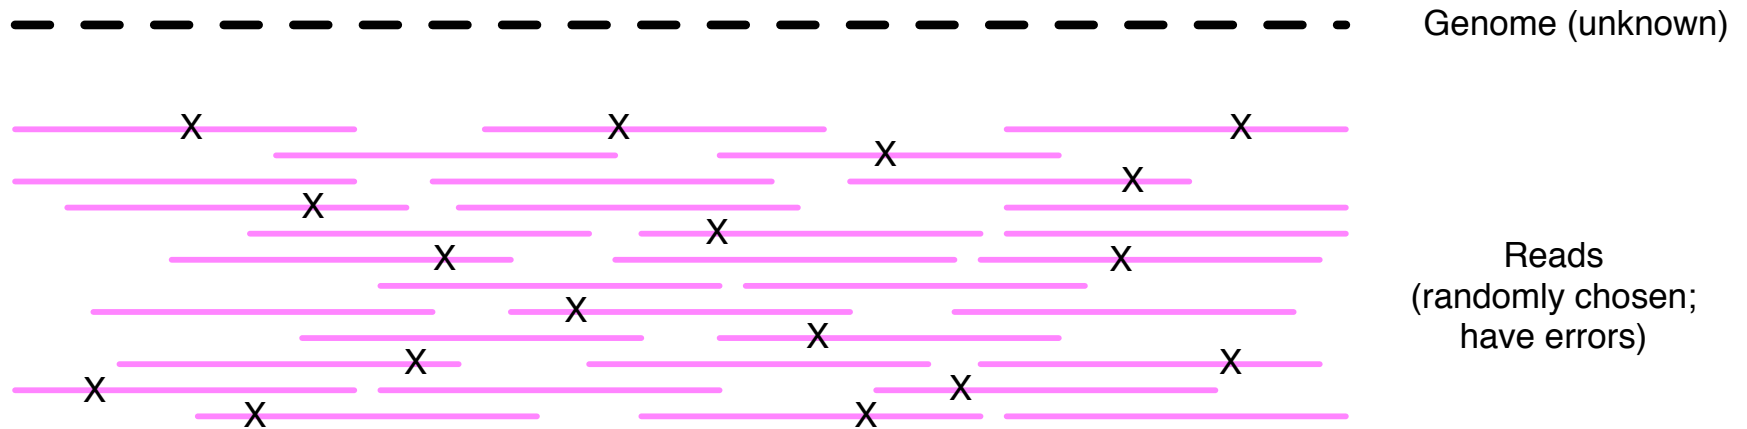 Genome (unknown)
X X X
X
X
X
X
X X
X
X
X X
X X
X X
Reads
(randomly chosen;
have errors)